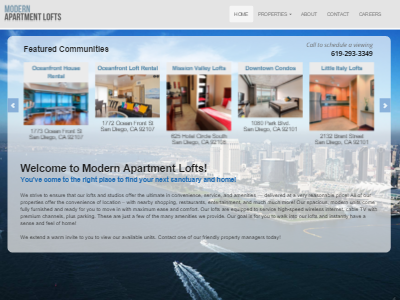 MODERN
APARTMENT LOFTS
HOME PROPERTIES ABOUT CONTACT CAREERS
Featured Communities
Call to schedule a viewing
619-293-3349
Oceanfront House
Rental
1773 Ocean Front St
San Diego, CA 92107
Oceanfront Loft Rental
1772 Ocean Front St
San Diego, CA 92107
Mission Valley Lofts
625 Hotel Circle South
San Diego, CA 92108
Downtown Condos
1080 Park Blvd.
San Diego, CA 92101
Little Italy Lofts
2132 Brant Street
San Diego, CA 92101
Welcome to Modern Apartment Lofts!
You've come to the right place to find your next sanctuary and home!
We strive to ensure that our lofts and studios offer the ultimate in convenience, service, and amenities -- delivered at a very reasonable price! All of our
properties offer the convenience of location - with nearby shopping, restaurants, entertainment, and much much more! Our spacious, modern units come
fully furnished and ready for you to move in with maximum ease and comfort. Our lofts are equipped to service high-speed wireless internet, cable TV with
premium channels, plus parking. These are just a few of the many amenities we provide. Our goal is for you to walk into our lofts and instantly have a
sense and feel of home!
We extend a warm invite to you to view our available units. Contact one of our friendly property managers today!